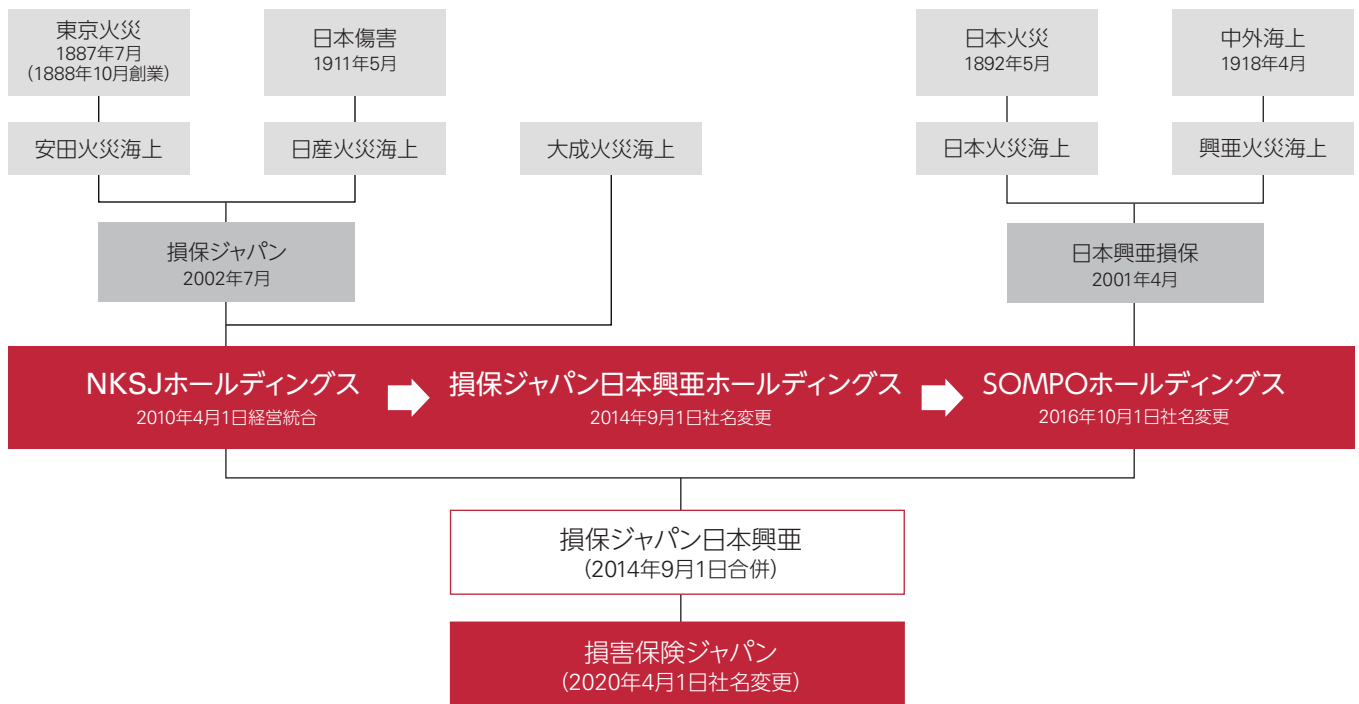 東京火災
1887年7月
(1888年10月創業)
日本傷害
1911年5月
日本火災
1892年5月
中外海上
1918年4月
安田火災海上
日産火災海上
大成火災海上
日本火災海上
興亜火災海上
損保ジャパン
2002年7月
日本興亜損保
2001年4月
NKSJホールディングス
2010年4月1日経営統合
損保ジャパン日本興亜ホールディングス
2014年9月1日社名変更
SOMPOホールディングス
2016年10月1日社名変更
損保ジャパン日本興亜
(2014年9月1日合併)
損害保険ジャパン
(2020年4月1日社名変更)